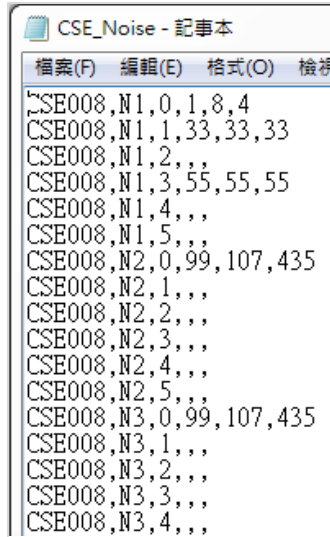 CSE_Noise - 記事本
檔案(F) 編輯(E) 格式(O) 檢視
CSE008,N1,0,1,8,4
CSE008,N1,1,33,33,33
CSE008,N1,2,,,
CSE008,N1,3,55,55,55
CSE008,N1,4,,,
CSE008,N1,5,,,
CSE008,N2,0,99,107,435
CSE008,N2,1,,,
CSE008,N2,2,,,
CSE008,N2,3,,,
CSE008,N2,4,,,
CSE008,N2,5,,,
CSE008,N3,0,99,107,435
CSE008,N3,1,,,
CSE008,N3,2,,,
CSE008,N3,3,,,
CSE008,N3,4,,,